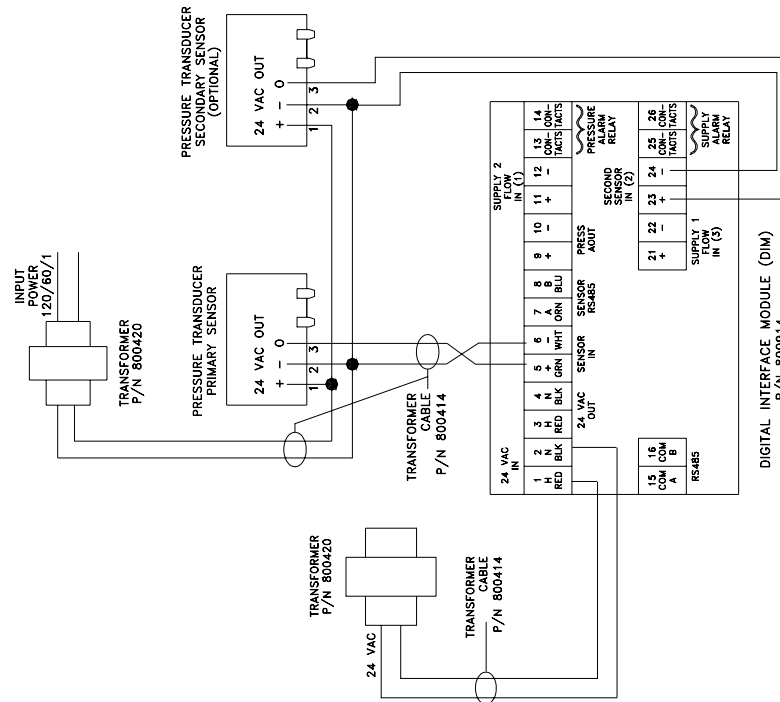 PRESSURE TRANSDUCER
SECONDARY SENSOR
(OPTIONAL)
24 VAC OUT
+ - O
1 2 3
INPUT
POWER
120/60/1
TRANSFORMER
P/N 800420
PRESSURE TRANSDUCER
PRIMARY SENSOR
24 VAC OUT
+ - O
1 2 3
TRANSFORMER
CABLE
P/N 800414
TRANSFORMER
P/N 800420
24 VAC
TRANSFORMER
CABLE
P/N 800414
24 VAC
IN
1 2 3 4 5 6 7 8 9 10 11 12 13 14
H N H N + - A B + - + - CON- CON-
RED BLK RED BLK GRN WHT ORN BLU TACTS TACTS
24 VAC
OUT
SENSOR
IN
SENSOR
RS485
PRESS
AOUT
SUPPLY 2
FLOW
IN (1)
PRESSURE
ALARM
RELAY
15 16
COM COM
A B
RS485
SECOND
SENSOR
IN (2)
21 22 23 24 25 26
+ - + - CON- CON-
TACTS TACTS
SUPPLY 1
FLOW
IN (3)
SUPPLY
ALARM
RELAY
DIGITAL INTERFACE MODULE (DIM)